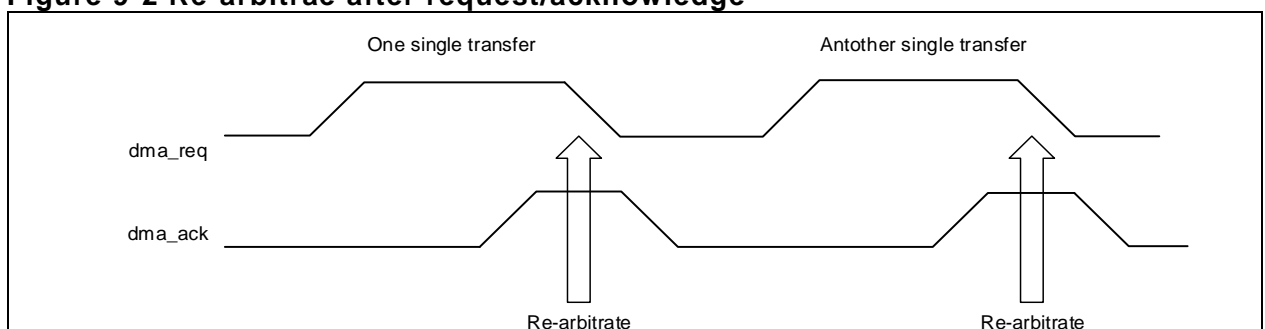 Figure 9-2 Re-arbitrae after request/acknowledge
One single transfer
Antother single transfer
dma_req
dma_ack
Re-arbitrate
Re-arbitrate